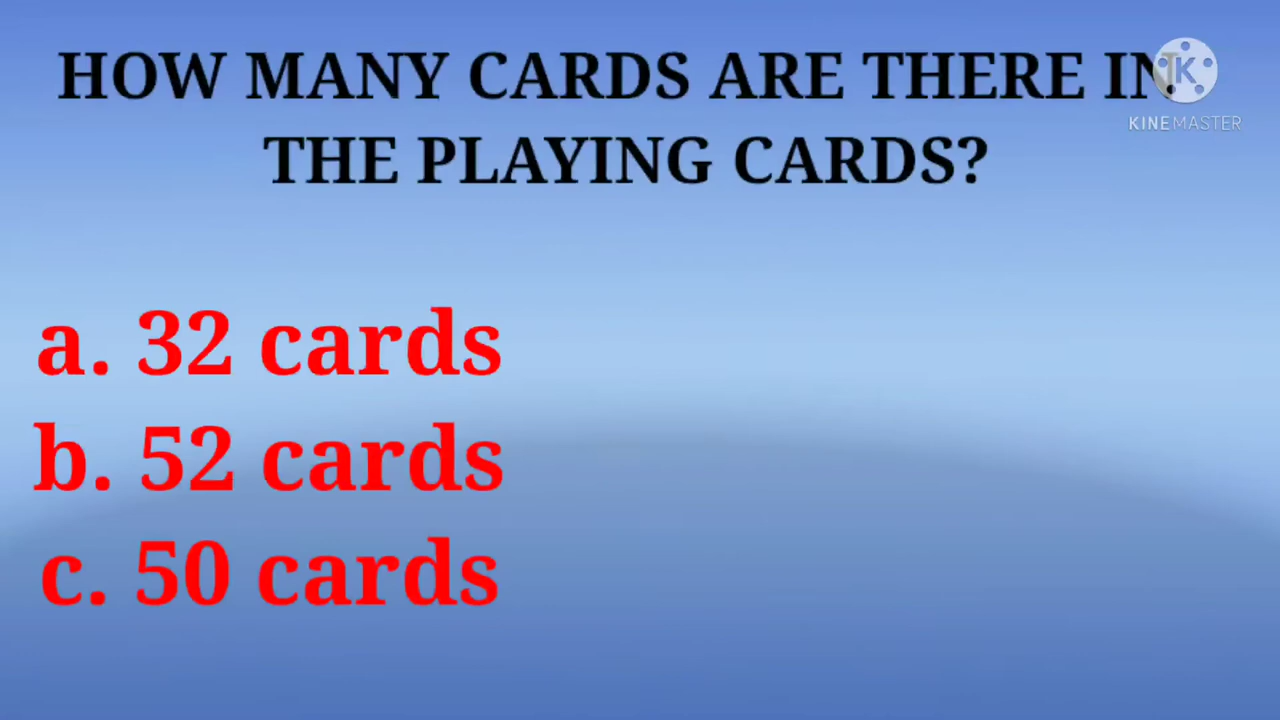 HOW MANY CARDS ARE THERE IN
THE PLAYING CARDS?
KINEMASTER
a. 32 cards
b. 52 cards
c. 50 cards